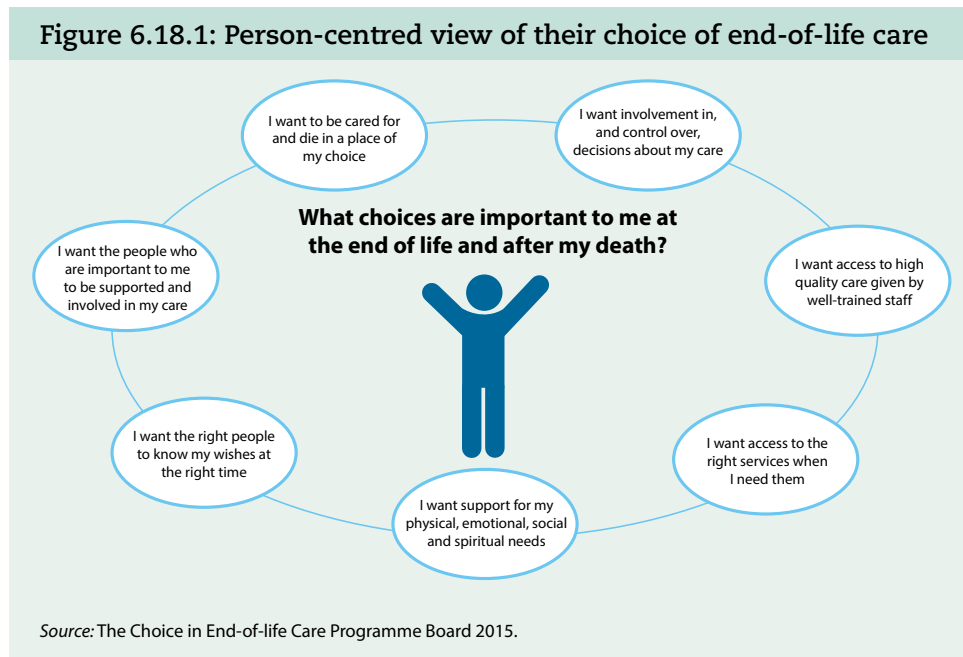 Figure 6.18.1: Person-centred view of their choice of end-of-life care
I want to be cared for
and die in a place of
my choice
I want involvement in,
and control over,
decisions about my care
What choices are important to me at
the end of life and after my death?
I want the people who
are important to me
to be supported and
involved in my care
I want access to high
quality care given by
well-trained staff
I want the right people
to know my wishes at
the right time
I want access to the
right services when
I need them
I want support for my
physical, emotional, social
and spiritual needs
Source: The Choice in End-of-life Care Programme Board 2015.